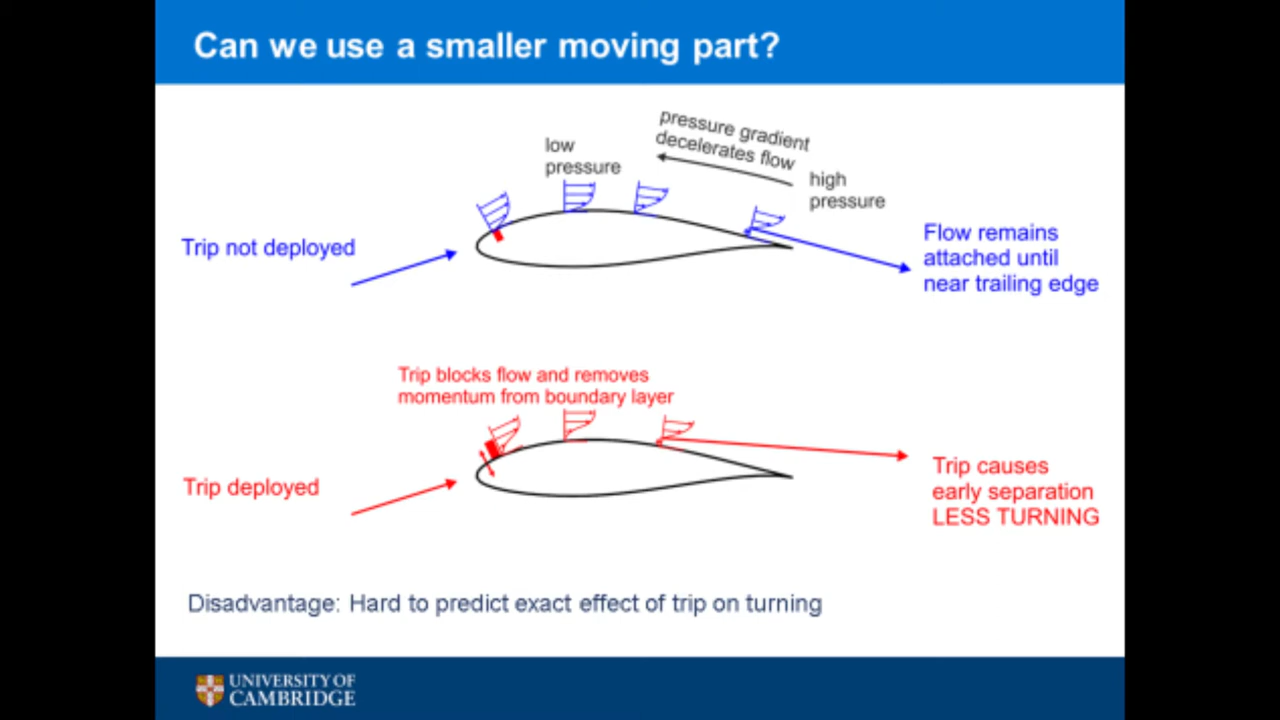 Can we use a smaller moving part?
pressure gradient
decelerates flow
low
pressure
high
pressure
Trip not deployed
Flow remains
attached until
near trailing edge
Trip blocks flow and removes
momentum from boundary layer
Trip deployed
Trip causes
early separation
LESS TURNING
Disadvantage: Hard to predict exact effect of trip on turning
UNIVERSITY OF
CAMBRIDGE